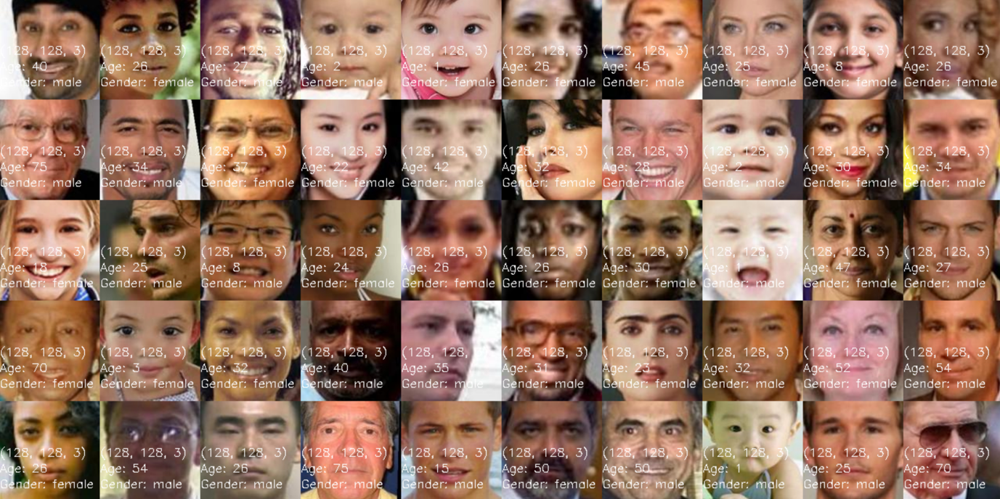 (128, 128, 3) (128, 128, 3) (128, 128, 3) (128, 128, 3) (128, 128, 3) (128, 128, 3) (128, 128, 3) (128, 128, 3) (128, 128, 3) (128, 128, 3)
Age: 40 Age: 26 Age: 27 Age: 2 Age: 1 Age: 26 Age: 45 Age: 25 Age: 8 Age: 26
Gender: male Gender: female Gender: male Gender: male Gender: female Gender: female Gender: male Gender: female Gender: female Gender: female
(128, 128, 3) (128, 128, 3) (128, 128, 3) (128, 128, 3) (128, 128, 3) (128, 128, 3) (128, 128, 3) (128, 128, 3) (128, 128, 3) (128, 128, 3)
Age: 75 Age: 34 Age: 37 Age: 22 Age: 42 Age: 32 Age: 28 Age: 2 Age: 30 Age: 34
Gender: male Gender: male Gender: female Gender: female Gender: male Gender: female Gender: male Gender: male Gender: female Gender: male
(128, 128, 3) (128, 128, 3) (128, 128, 3) (128, 128, 3) (128, 128, 3) (128, 128, 3) (128, 128, 3) (128, 128, 3) (128, 128, 3) (128, 128, 3)
Age: 18 Age: 25 Age: 8 Age: 24 Age: 26 Age: 26 Age: 30 Age: 1 Age: 47 Age: 27
Gender: female Gender: male Gender: male Gender: female Gender: female Gender: female Gender: female Gender: male Gender: female Gender: male
(128, 128, 3) (128, 128, 3) (128, 128, 3) (128, 128, 3) (128, 128, 3) (128, 128, 3) (128, 128, 3) (128, 128, 3) (128, 128, 3) (128, 128, 3)
Age: 70 Age: 3 Age: 32 Age: 40 Age: 35 Age: 31 Age: 23 Age: 32 Age: 52 Age: 54
Gender: male Gender: female Gender: female Gender: male Gender: male Gender: male Gender: female Gender: male Gender: female Gender: male
(128, 128, 3) (128, 128, 3) (128, 128, 3) (128, 128, 3) (128, 128, 3) (128, 128, 3) (128, 128, 3) (128, 128, 3) (128, 128, 3) (128, 128, 3)
Age: 26 Age: 54 Age: 26 Age: 75 Age: 15 Age: 50 Age: 50 Age: 1 Age: 25 Age: 70
Gender: female Gender: male Gender: male Gender: male Gender: male Gender: male Gender: male Gender: male Gender: male Gender: male